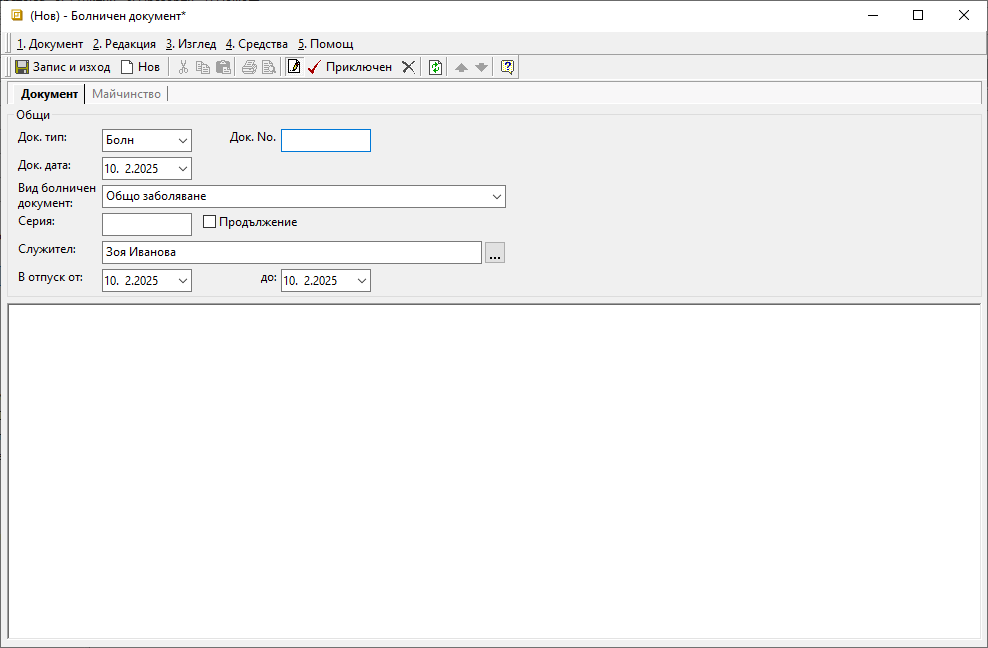 (Нов) - Болничен документ*
1. Документ 2. Редакция 3. Изглед 4. Средства 5. Помощ
Запис и изход Нов Приключен
Документ Майчинство
Общи
Док. тип: Болн Док. No.
Док. дата: 10. 2.2025
Вид болничен
документ: Общо заболяване
Серия: Продължение
Служител: Зоя Иванова ...
В отпуск от: 10. 2.2025 до: 10. 2.2025